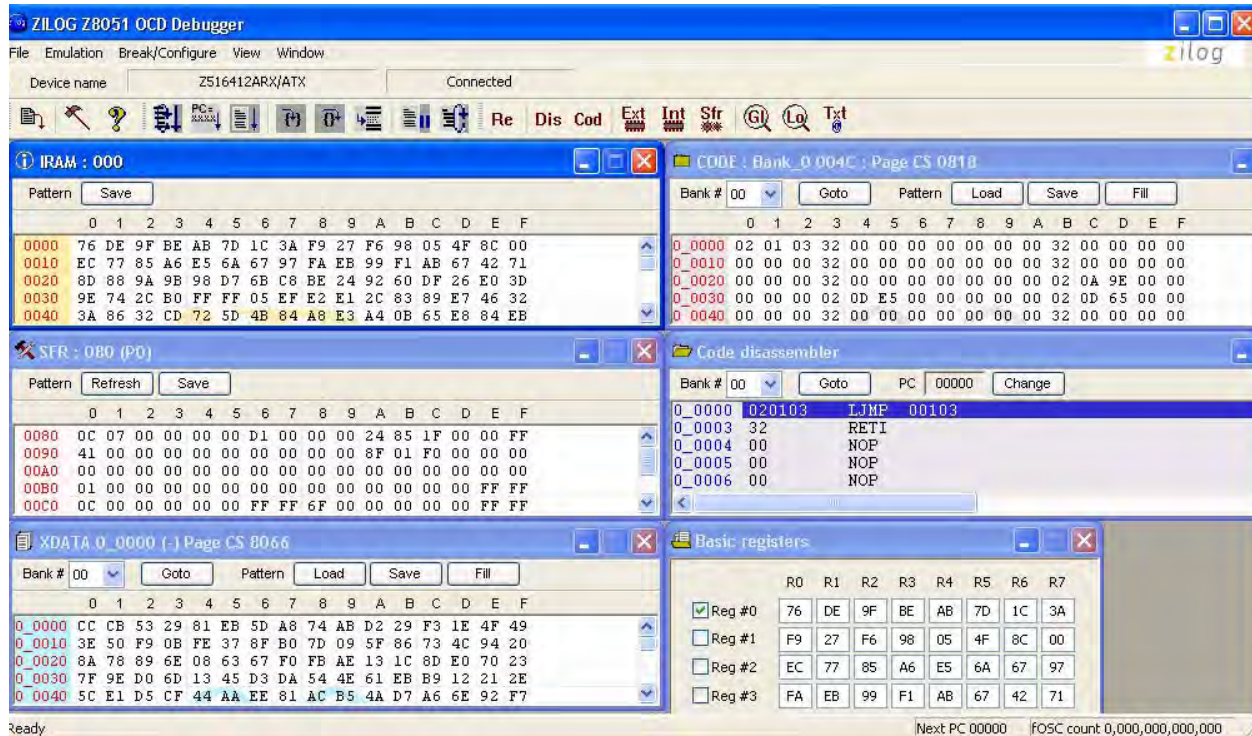 ZILOG Z8051 OCD Debugger
File Emulation Break/Configure View Window
zilog
Device name Z516412ARX/ATX Connected
PC= xxxx Re Dis Cod Ext Int Sfr Gl Lo Txt
IRAM : 000
Pattern Save
0 1 2 3 4 5 6 7 8 9 A B C D E F
0000 76 DE 9F BE AB 7D 1C 3A F9 27 F6 98 05 4F 8C 00
0010 EC 77 85 A6 E5 6A 67 97 FA EB 99 F1 AB 67 42 71
0020 8D 88 9A 9B 98 D7 6B C8 BE 24 92 60 DF 26 E0 3D
0030 9E 74 2C B0 FF FF 05 EF E2 E1 2C 83 89 E7 46 32
0040 3A 86 32 CD 72 5D 4B 84 A8 E3 A4 0B 65 E8 84 EB
CODE : Bank_0 004C : Page CS 0818
Bank # 00 Goto Pattern Load Save Fill
0 1 2 3 4 5 6 7 8 9 A B C D E F
0_0000 02 01 03 32 00 00 00 00 00 00 00 32 00 00 00 00
0_0010 00 00 00 32 00 00 00 00 00 00 00 32 00 00 00 00
0_0020 00 00 00 32 00 00 00 00 00 00 00 02 0A 9E 00 00
0_0030 00 00 00 02 0D E5 00 00 00 00 00 02 0D 65 00 00
0_0040 00 00 00 32 00 00 00 00 00 00 00 32 00 00 00 00
SFR : 080 (P0)
Pattern Refresh Save
0 1 2 3 4 5 6 7 8 9 A B C D E F
0080 0C 07 00 00 00 00 D1 00 00 00 24 85 1F 00 00 FF
0090 41 00 00 00 00 00 00 00 00 00 8F 01 F0 00 00 00
00A0 00 00 00 00 00 00 00 00 00 00 00 00 00 00 00 00
00B0 01 00 00 00 00 00 00 00 00 00 00 00 00 00 FF FF
00C0 0C 00 00 00 00 00 FF FF 6F 00 00 00 00 00 FF FF
Code disassembler
Bank # 00 Goto PC 00000 Change
0_0000 020103 LJMP 00103
0_0003 32 RETI
0_0004 00 NOP
0_0005 00 NOP
0_0006 00 NOP
XDATA 0_0000 (-) Page CS 8066
Bank # 00 Goto Pattern Load Save Fill
0 1 2 3 4 5 6 7 8 9 A B C D E F
0_0000 CC CB 53 29 81 EB 5D A8 74 AB D2 29 F3 1E 4F 49
0_0010 3E 50 F9 0B FE 37 8F B0 7D 09 5F 86 73 4C 94 20
0_0020 8A 78 89 6E 08 63 67 F0 FB AE 13 1C 8D E0 70 23
0_0030 7F 9E D0 6D 13 45 D3 DA 54 4E 61 EB B9 12 21 2E
0_0040 5C E1 D5 CF 44 AA EE 81 AC B5 4A D7 A6 6E 92 F7
Basic registers
R0 R1 R2 R3 R4 R5 R6 R7
Reg #0 76 DE 9F BE AB 7D 1C 3A
Reg #1 F9 27 F6 98 05 4F 8C 00
Reg #2 EC 77 85 A6 E5 6A 67 97
Reg #3 FA EB 99 F1 AB 67 42 71
Ready Next PC 00000 fOSC count 0,000,000,000,000